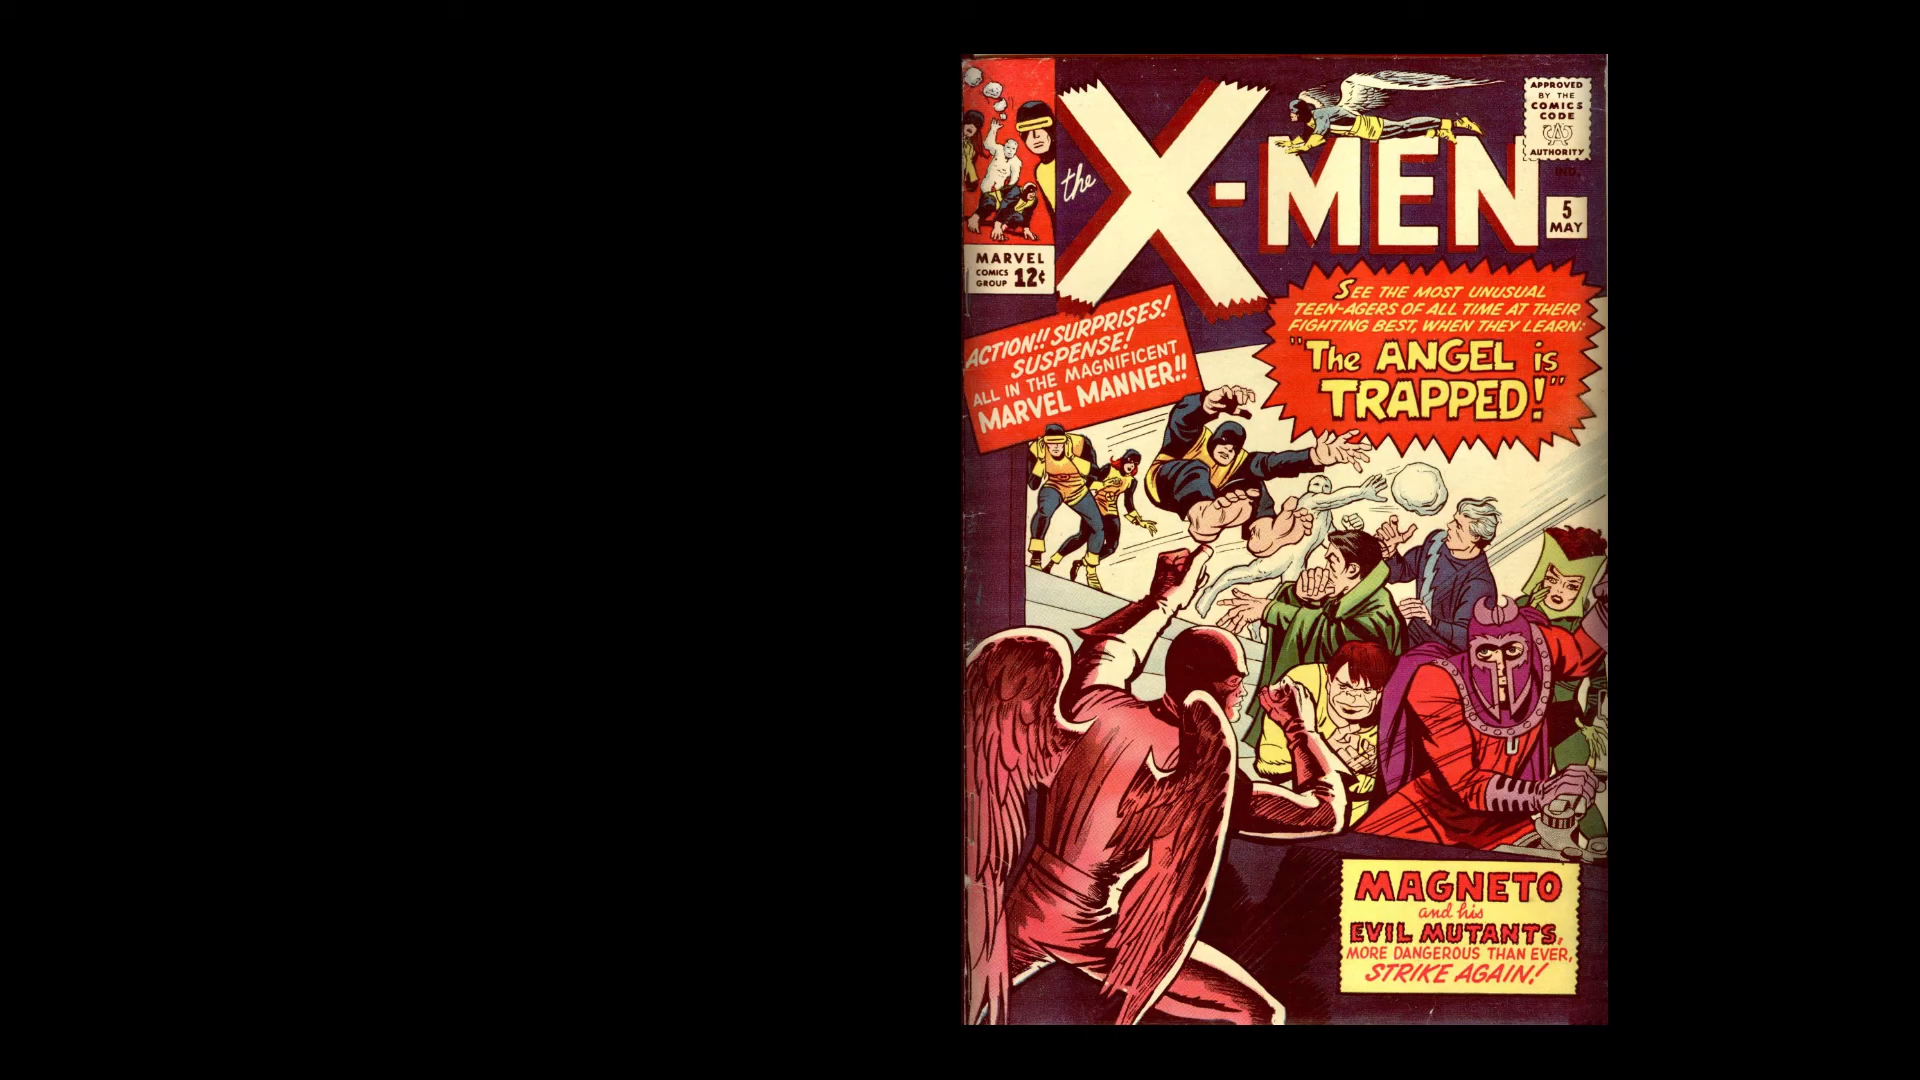 the X-MEN
APPROVED
BY THE
COMICS
CODE
AUTHORITY
IND.
5
MAY
MARVEL
COMICS
GROUP 12¢
ACTION!! SURPRISES!
SUSPENSE!
ALL IN THE MAGNIFICENT
MARVEL MANNER!!
SEE THE MOST UNUSUAL
TEEN-AGERS OF ALL TIME AT THEIR
FIGHTING BEST, WHEN THEY LEARN:
"The ANGEL is
TRAPPED!"
MAGNETO
and his
EVIL MUTANTS,
MORE DANGEROUS THAN EVER,
STRIKE AGAIN!